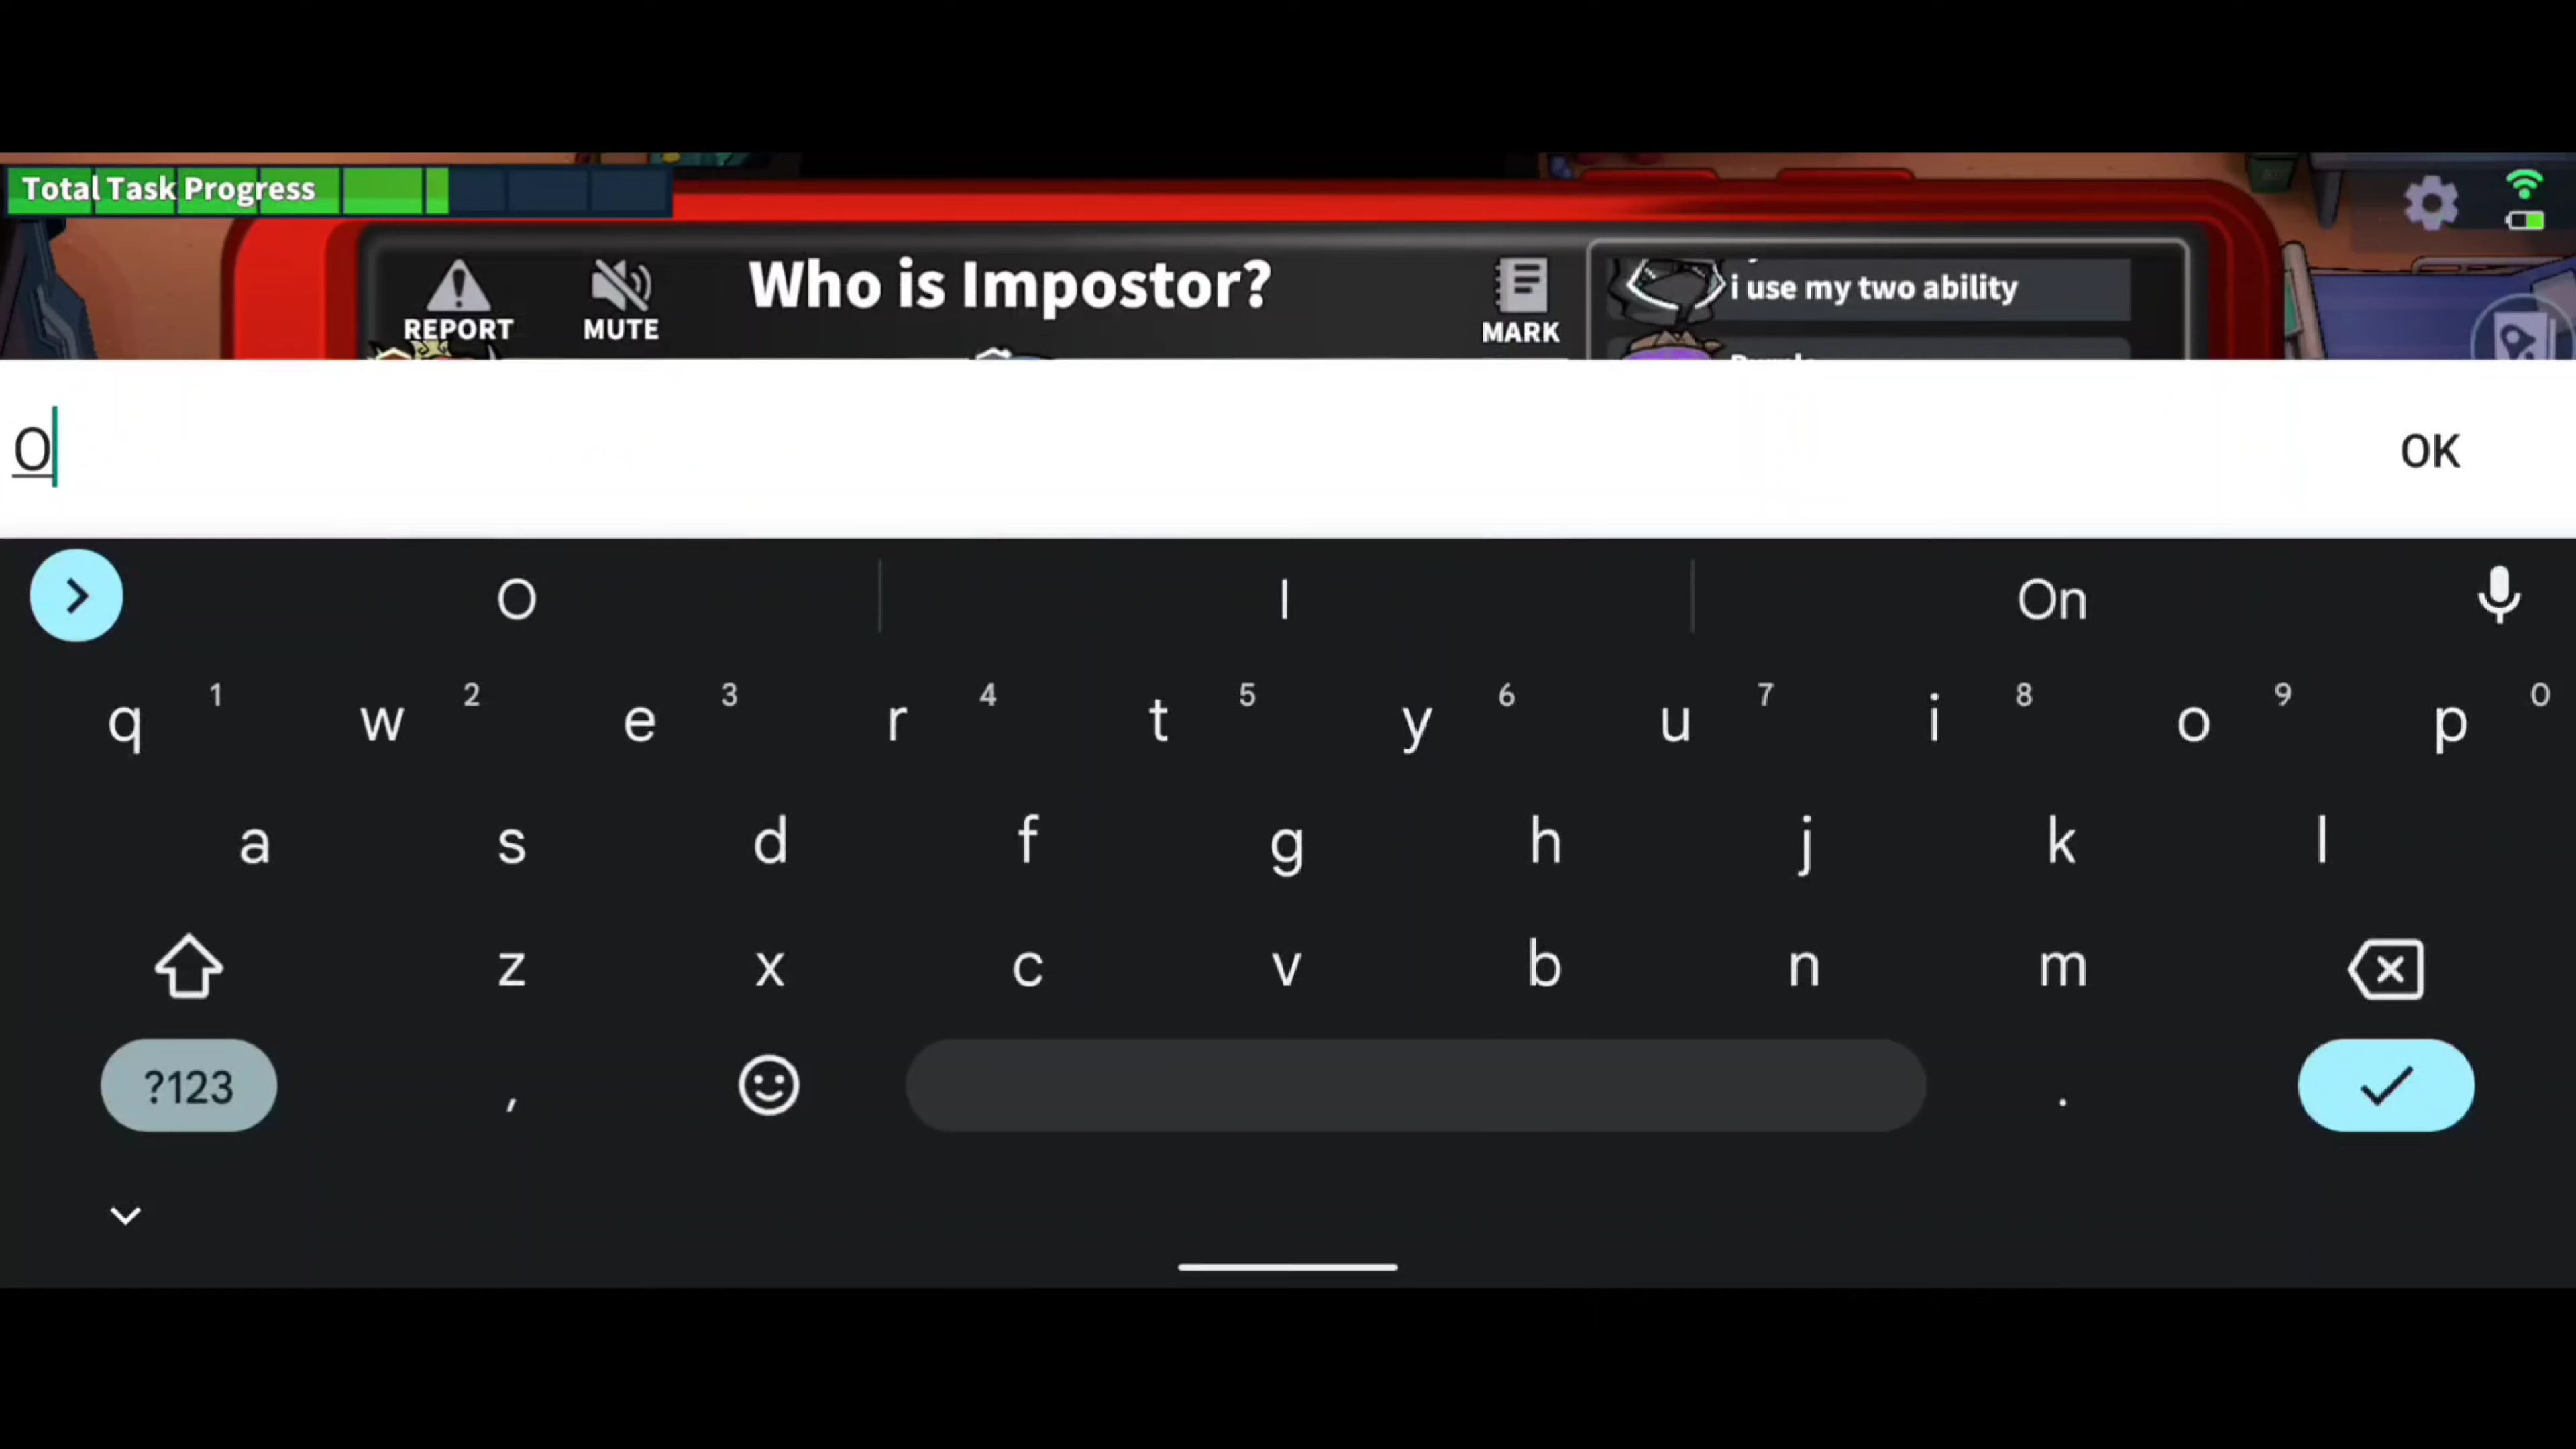 Total Task Progress
REPORT
MUTE
Who is Impostor?
MARK
i use my two ability
O
OK
O
I
On
q 1 w 2 e 3 r 4 t 5 y 6 u 7 i 8 o 9 p 0
a s d f g h j k l
z x c v b n m
?123 , .